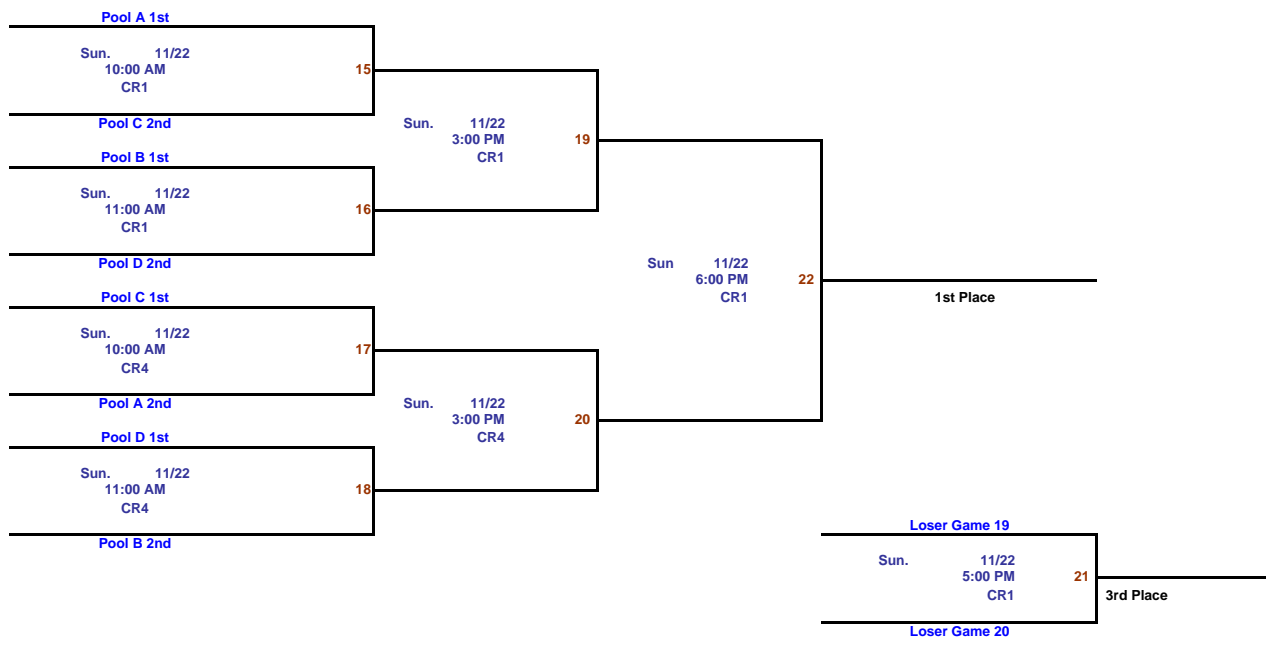 Pool A 1st
Sun. 11/22
10:00 AM
CR1
15
Pool C 2nd
Sun. 11/22
3:00 PM
CR1
19
Pool B 1st
Sun. 11/22
11:00 AM
CR1
16
Pool D 2nd
Sun 11/22
6:00 PM
CR1
22
1st Place
Pool C 1st
Sun. 11/22
10:00 AM
CR4
17
Pool A 2nd
Sun. 11/22
3:00 PM
CR4
20
Pool D 1st
Sun. 11/22
11:00 AM
CR4
18
Pool B 2nd
Loser Game 19
Sun. 11/22
5:00 PM
CR1
21
3rd Place
Loser Game 20